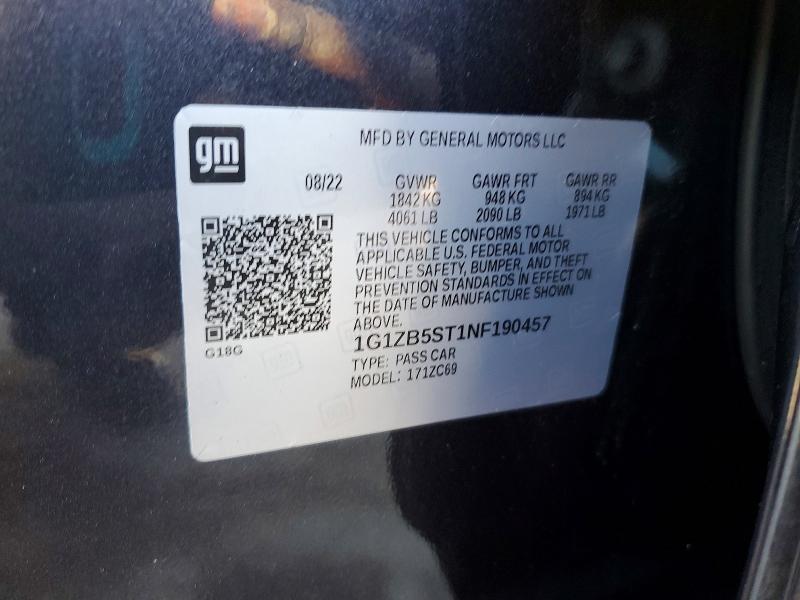 gm
MFD BY GENERAL MOTORS LLC
08/22 GVWR GAWR FRT GAWR RR
1842 KG 948 KG 894 KG
4061 LB 2090 LB 1971 LB
THIS VEHICLE CONFORMS TO ALL
APPLICABLE U.S. FEDERAL MOTOR
VEHICLE SAFETY, BUMPER, AND THEFT
PREVENTION STANDARDS IN EFFECT ON
THE DATE OF MANUFACTURE SHOWN
ABOVE.
G18G
1G1ZB5ST1NF190457
TYPE: PASS CAR
MODEL: 171ZC69